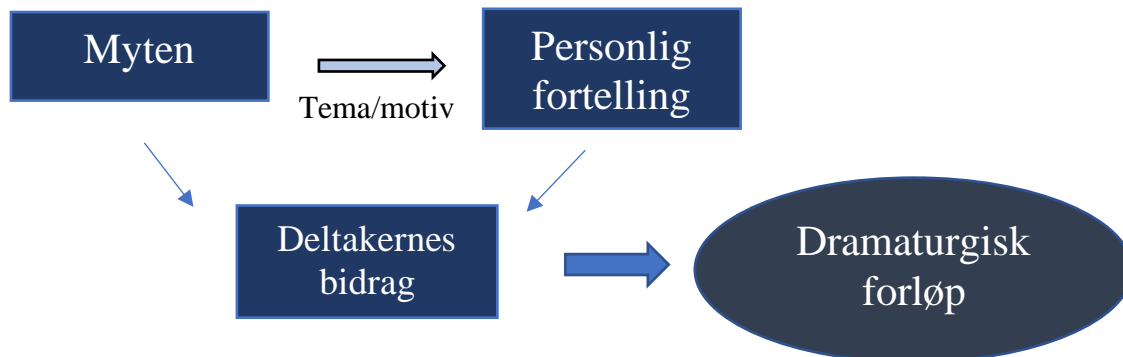 Myten
Tema/motiv
Personlig
fortelling
Deltakernes
bidrag
Dramaturgisk
forløp